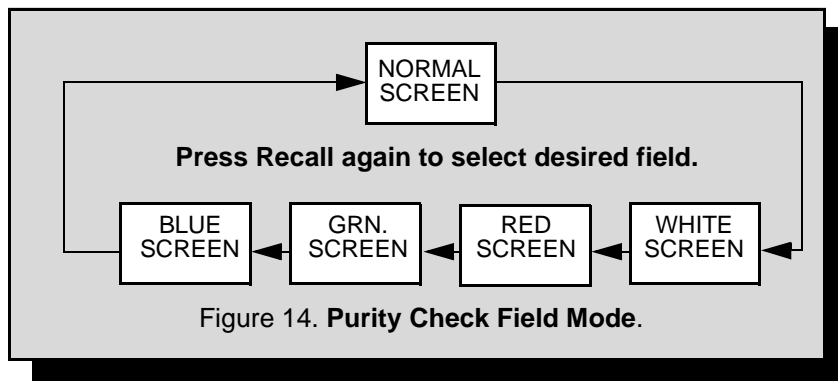 NORMAL
SCREEN
Press Recall again to select desired field.
BLUE
SCREEN
GRN.
SCREEN
RED
SCREEN
WHITE
SCREEN
Figure 14. Purity Check Field Mode.